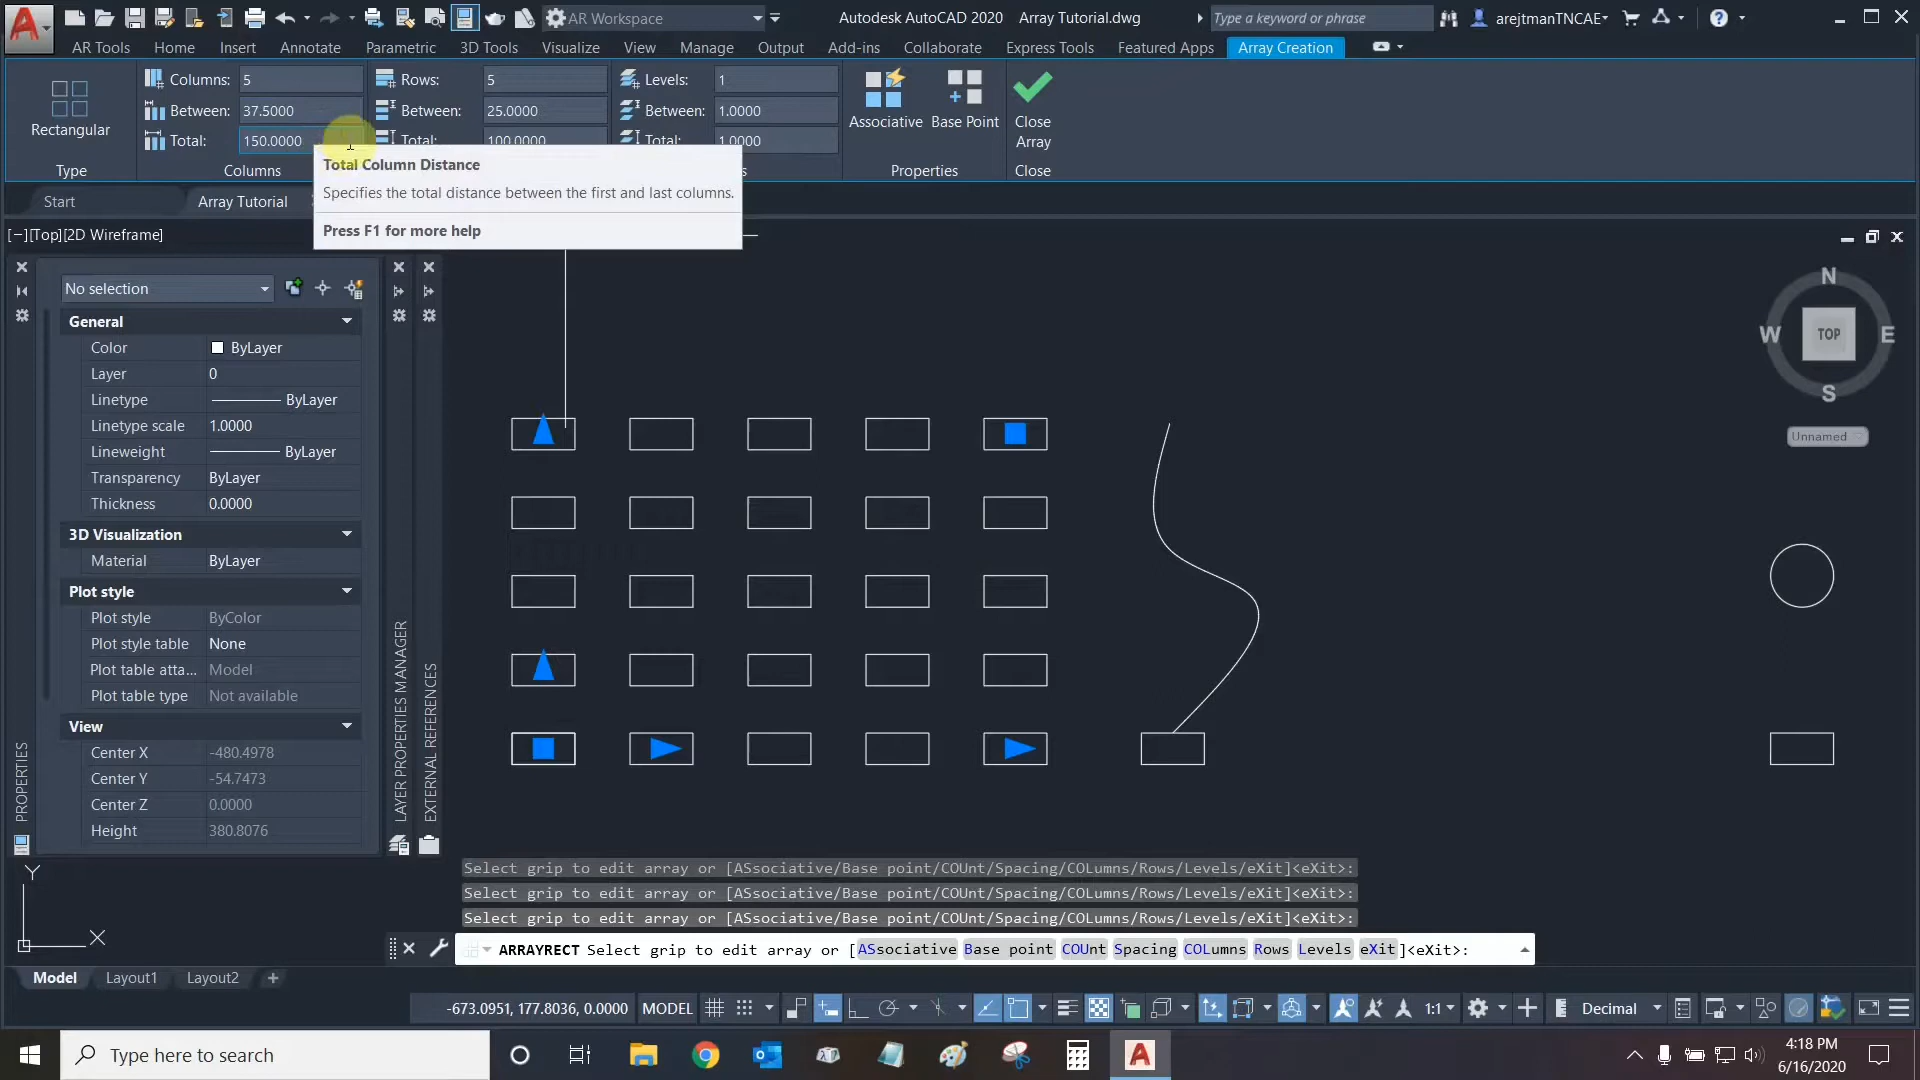 AR Workspace Autodesk AutoCAD 2020 Array Tutorial.dwg Type a keyword or phrase arejtmanTNCAE
AR Tools Home Insert Annotate Parametric 3D Tools Visualize View Manage Output Add-ins Collaborate Express Tools Featured Apps Array Creation
Columns: 5 Rows: 5 Levels: 1
Between: 37.5000 Between: 25.0000 Between: 1.0000
Total: 150.0000 Total: 100.0000 Total: 1.0000
Rectangular Associative Base Point Close Array
Type Columns Properties Close
Total Column Distance
Specifies the total distance between the first and last columns.
Press F1 for more help
Start Array Tutorial
[−][Top][2D Wireframe]
No selection
General
Color ByLayer
Layer 0
Linetype ByLayer
Linetype scale 1.0000
Lineweight ByLayer
Transparency ByLayer
Thickness 0.0000
3D Visualization
Material ByLayer
Plot style
Plot style ByColor
Plot style table None
Plot table atta... Model
Plot table type Not available
View
Center X -480.4978
Center Y -54.7473
Center Z 0.0000
Height 380.8076
PROPERTIES
LAYER PROPERTIES MANAGER
EXTERNAL REFERENCES
N
W TOP E
S
Unnamed
Y
X
Select grip to edit array or [ASsociative/Base point/COUnt/Spacing/COLumns/Rows/Levels/eXit]<eXit>:
Select grip to edit array or [ASsociative/Base point/COUnt/Spacing/COLumns/Rows/Levels/eXit]<eXit>:
Select grip to edit array or [ASsociative/Base point/COUnt/Spacing/COLumns/Rows/Levels/eXit]<eXit>:
ARRAYRECT Select grip to edit array or [ASsociative Base point COUnt Spacing COLumns Rows Levels eXit]<eXit>:
Model Layout1 Layout2 +
-673.0951, 177.8036, 0.0000 MODEL 1:1 Decimal
Type here to search
4:18 PM
6/16/2020